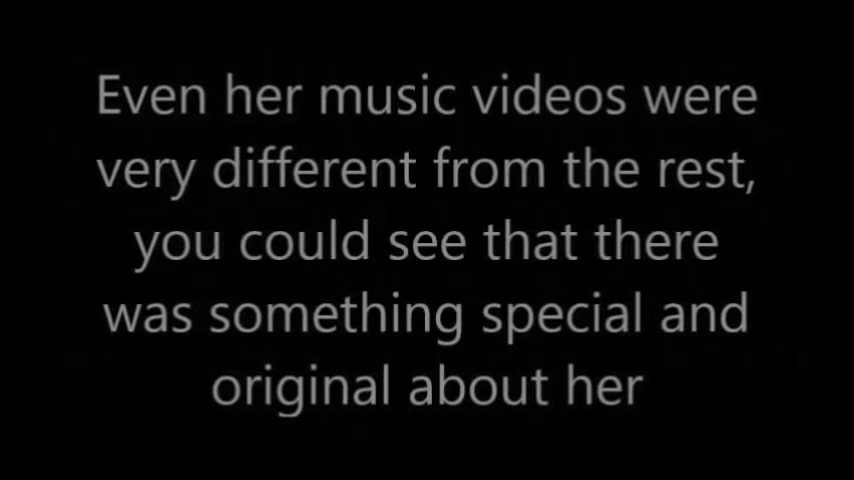 Even her music videos were
very different from the rest,
you could see that there
was something special and
original about her